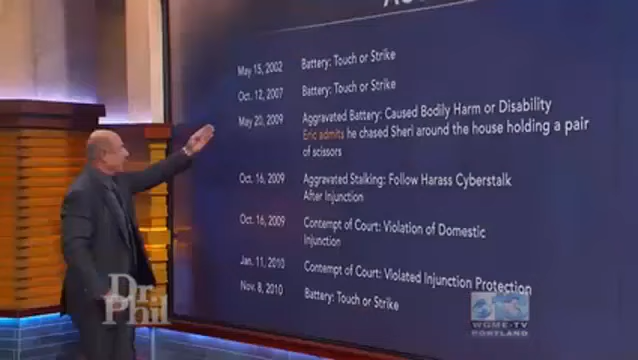 May 15, 2002 Battery: Touch or Strike
Oct. 12, 2007 Battery: Touch or Strike
May 20, 2009 Aggravated Battery: Caused Bodily Harm or Disability
Eric admits he chased Sheri around the house holding a pair
of scissors
Oct. 16, 2009 Aggravated Stalking: Follow Harass Cyberstalk
After Injunction
Oct. 16, 2009 Contempt of Court: Violation of Domestic
Injunction
Jan. 11, 2010 Contempt of Court: Violated Injunction Protection
Nov. 8, 2010 Battery: Touch or Strike
Dr.
Phil
WGME-TV
PORTLAND